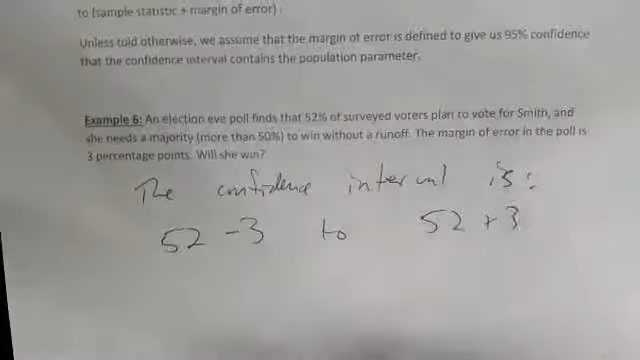 to (sample statistic + margin of error).
Unless told otherwise, we assume that the margin of error is defined to give us 95% confidence
that the confidence interval contains the population parameter.
Example 6: An election eve poll finds that 52% of surveyed voters plan to vote for Smith, and
she needs a majority (more than 50%) to win without a runoff. The margin of error in the poll is
3 percentage points. Will she win?
The confidence interval is:
52 - 3 to 52 + 3